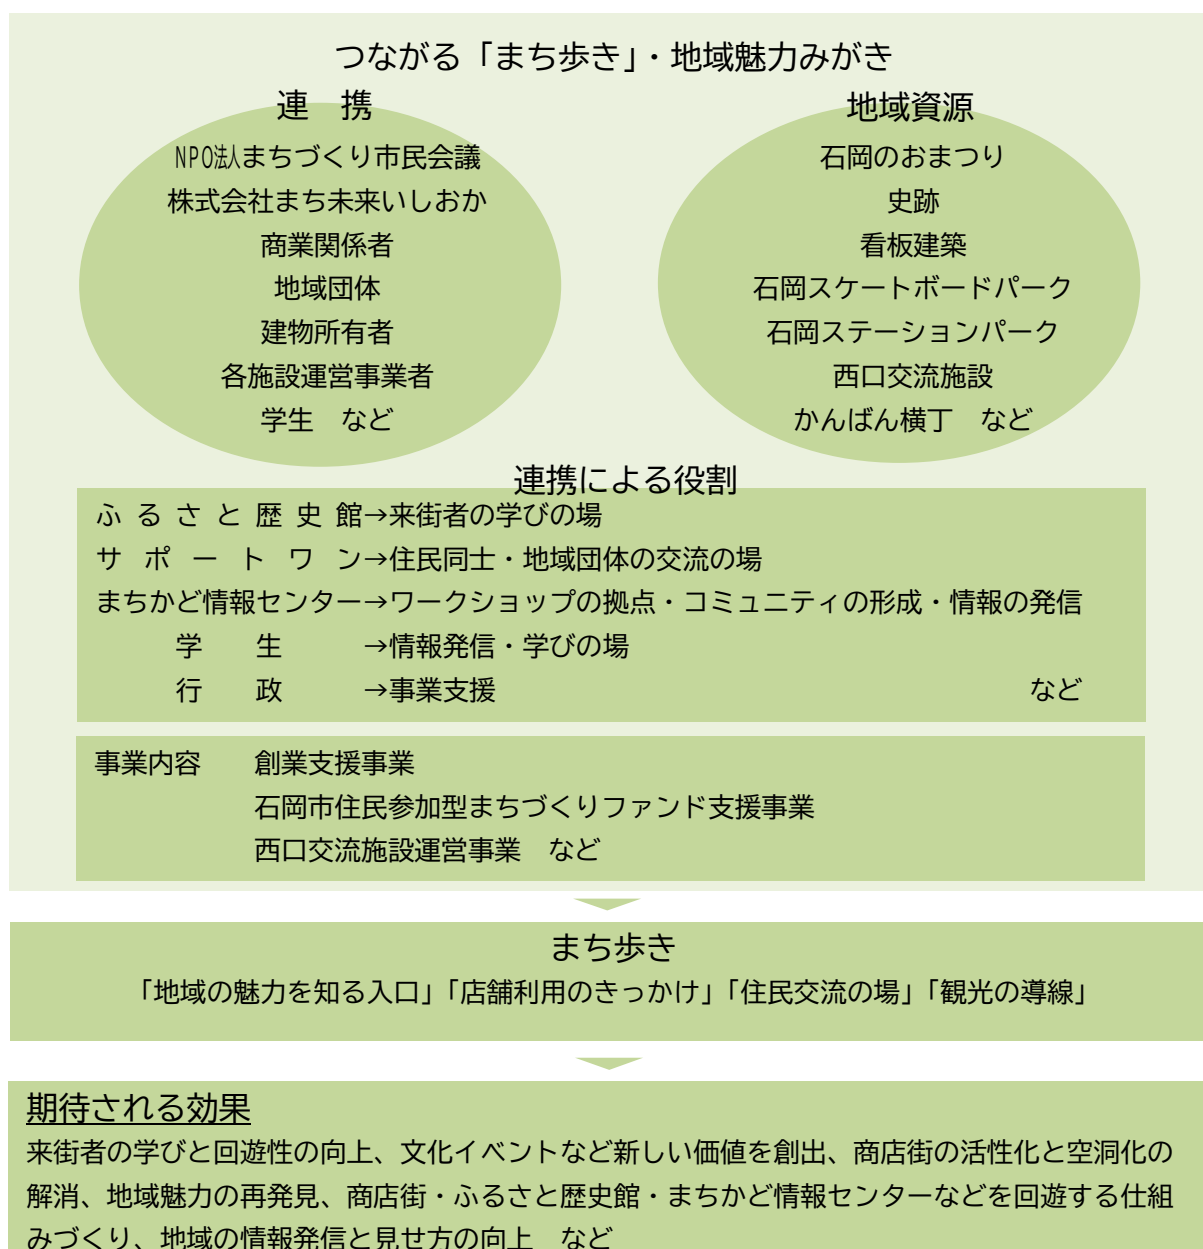 つながる「まち歩き」・地域魅力みがき
連　携
NPO法人まちづくり市民会議
株式会社まち未来いしおか
商業関係者
地域団体
建物所有者
各施設運営事業者
学生　など
地域資源
石岡のおまつり
史跡
看板建築
石岡スケートボードパーク
石岡ステーションパーク
西口交流施設
かんばん横丁　など
連携による役割
ふるさと歴史館→来街者の学びの場
サポートワン→住民同士・地域団体の交流の場
まちかど情報センター→ワークショップの拠点・コミュニティの形成・情報の発信
学　生　→情報発信・学びの場
行　政　→事業支援　など
事業内容　創業支援事業
石岡市住民参加型まちづくりファンド支援事業
西口交流施設運営事業　など
まち歩き
「地域の魅力を知る入口」「店舗利用のきっかけ」「住民交流の場」「観光の導線」
期待される効果
来街者の学びと回遊性の向上、文化イベントなど新しい価値を創出、商店街の活性化と空洞化の
解消、地域魅力の再発見、商店街・ふるさと歴史館・まちかど情報センターなどを回遊する仕組
みづくり、地域の情報発信と見せ方の向上　など